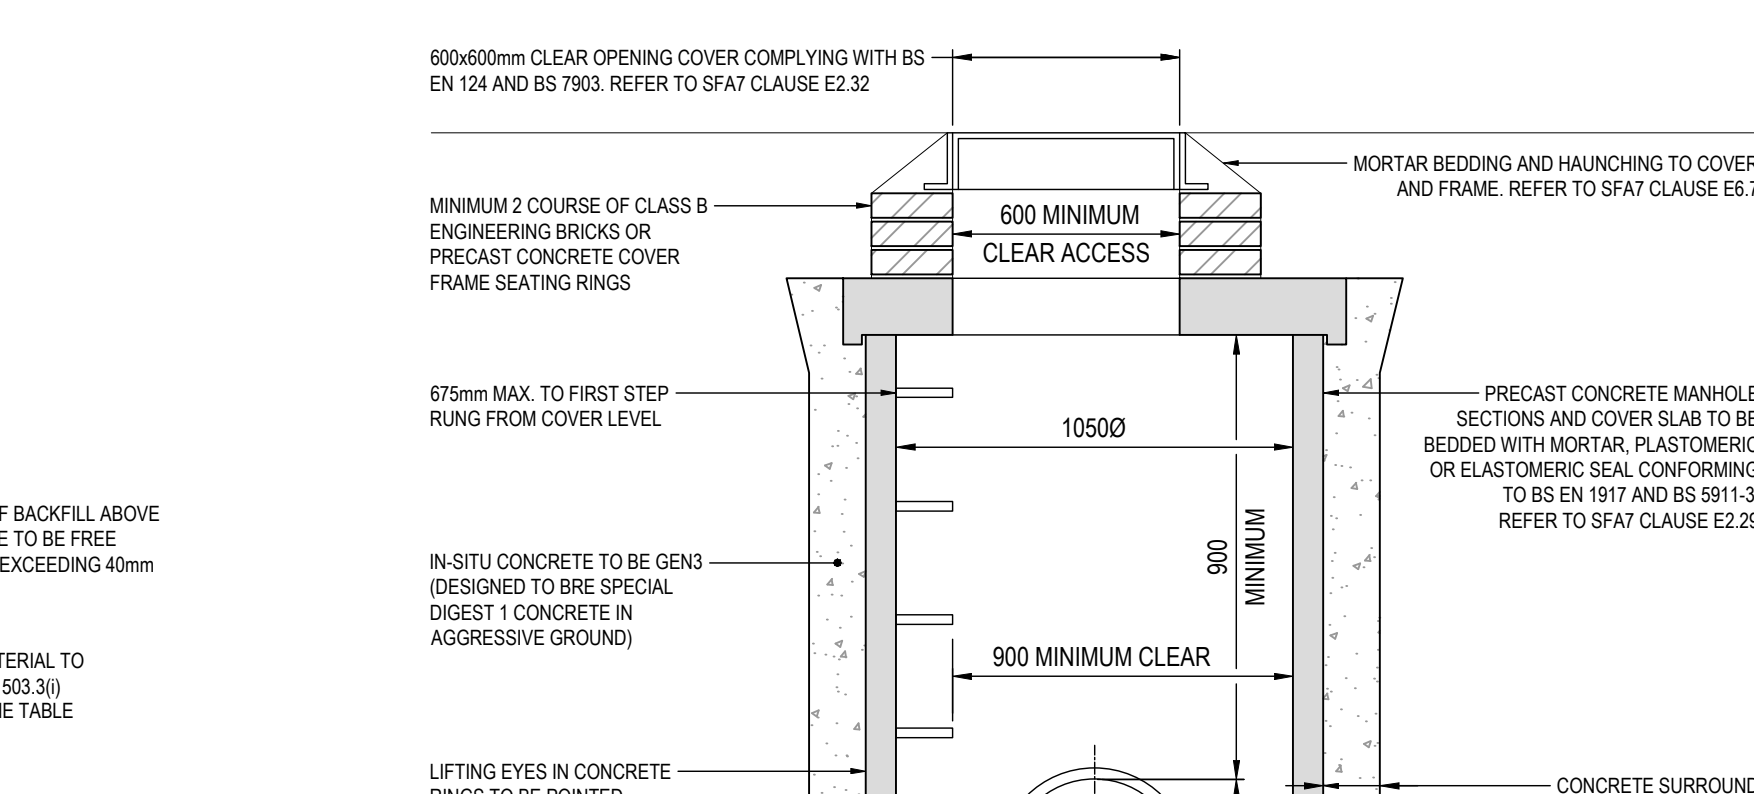 600x600mm CLEAR OPENING COVER COMPLYING WITH BS
EN 124 AND BS 7903. REFER TO SFA7 CLAUSE E2.32
MORTAR BEDDING AND HAUNCHING TO COVER
AND FRAME. REFER TO SFA7 CLAUSE E6.7
MINIMUM 2 COURSE OF CLASS B
ENGINEERING BRICKS OR
PRECAST CONCRETE COVER
FRAME SEATING RINGS
600 MINIMUM
CLEAR ACCESS
675mm MAX. TO FIRST STEP
RUNG FROM COVER LEVEL
1050Ø
PRECAST CONCRETE MANHOLE
SECTIONS AND COVER SLAB TO BE
BEDDED WITH MORTAR, PLASTOMERIC
OR ELASTOMERIC SEAL CONFORMING
TO BS EN 1917 AND BS 5911-3.
REFER TO SFA7 CLAUSE E2.29
F BACKFILL ABOVE
E TO BE FREE
EXCEEDING 40mm
IN-SITU CONCRETE TO BE GEN3
(DESIGNED TO BRE SPECIAL
DIGEST 1 CONCRETE IN
AGGRESSIVE GROUND)
900
MINIMUM
900 MINIMUM CLEAR
TERIAL TO
503.3(i)
IE TABLE
LIFTING EYES IN CONCRETE
RINGS TO BE POINTED
CONCRETE SURROUND